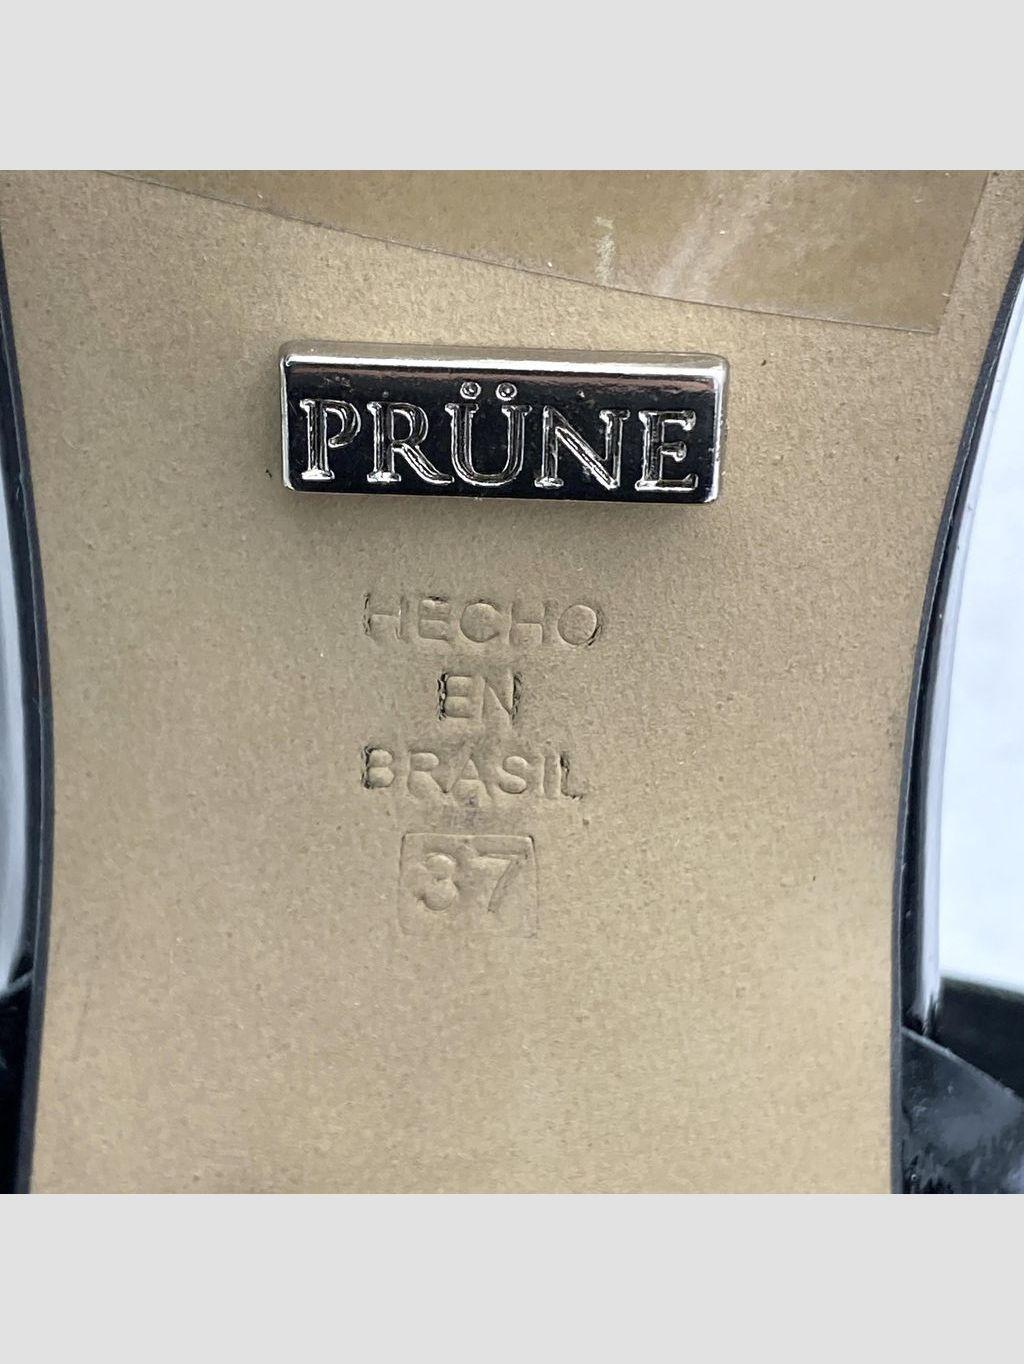 PRÜNE
HECHO
EN
BRASIL
37